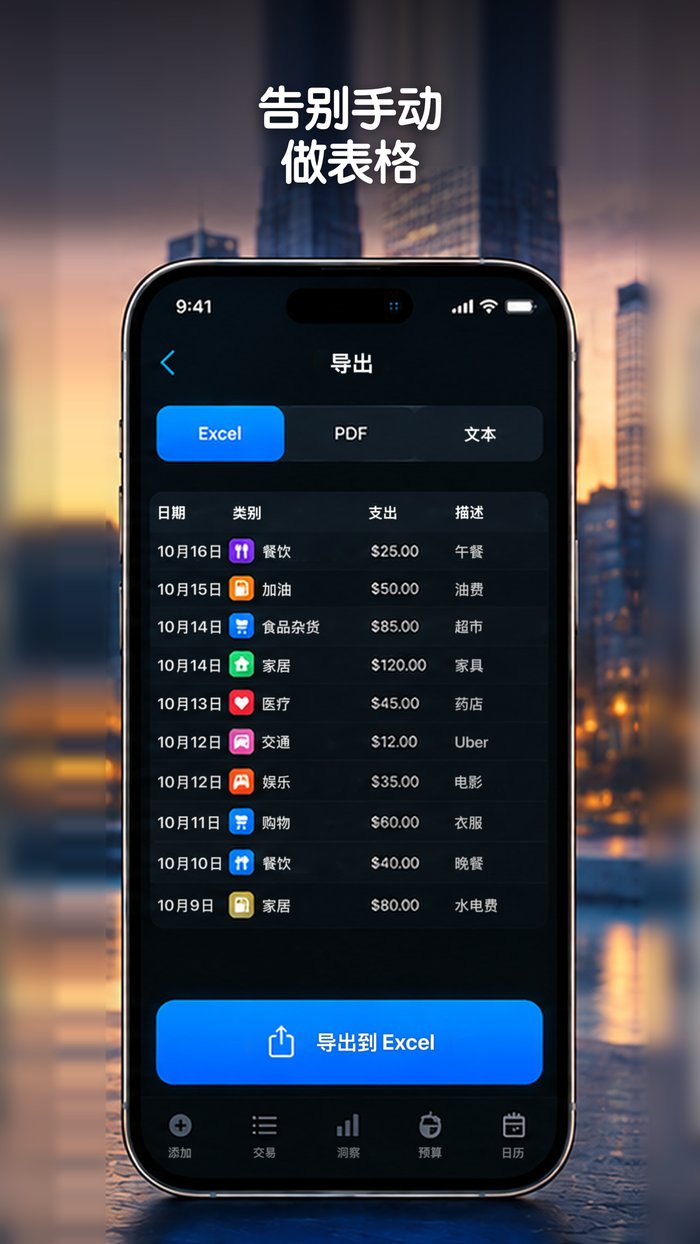 告别手动
做表格
9:41
导出
Excel PDF 文本
日期 类别 支出 描述
10月16日 餐饮 $25.00 午餐
10月15日 加油 $50.00 油费
10月14日 食品杂货 $85.00 超市
10月14日 家居 $120.00 家具
10月13日 医疗 $45.00 药店
10月12日 交通 $12.00 Uber
10月12日 娱乐 $35.00 电影
10月11日 购物 $60.00 衣服
10月10日 餐饮 $40.00 晚餐
10月9日 家居 $80.00 水电费
导出到 Excel
添加 交易 洞察 预算 日历